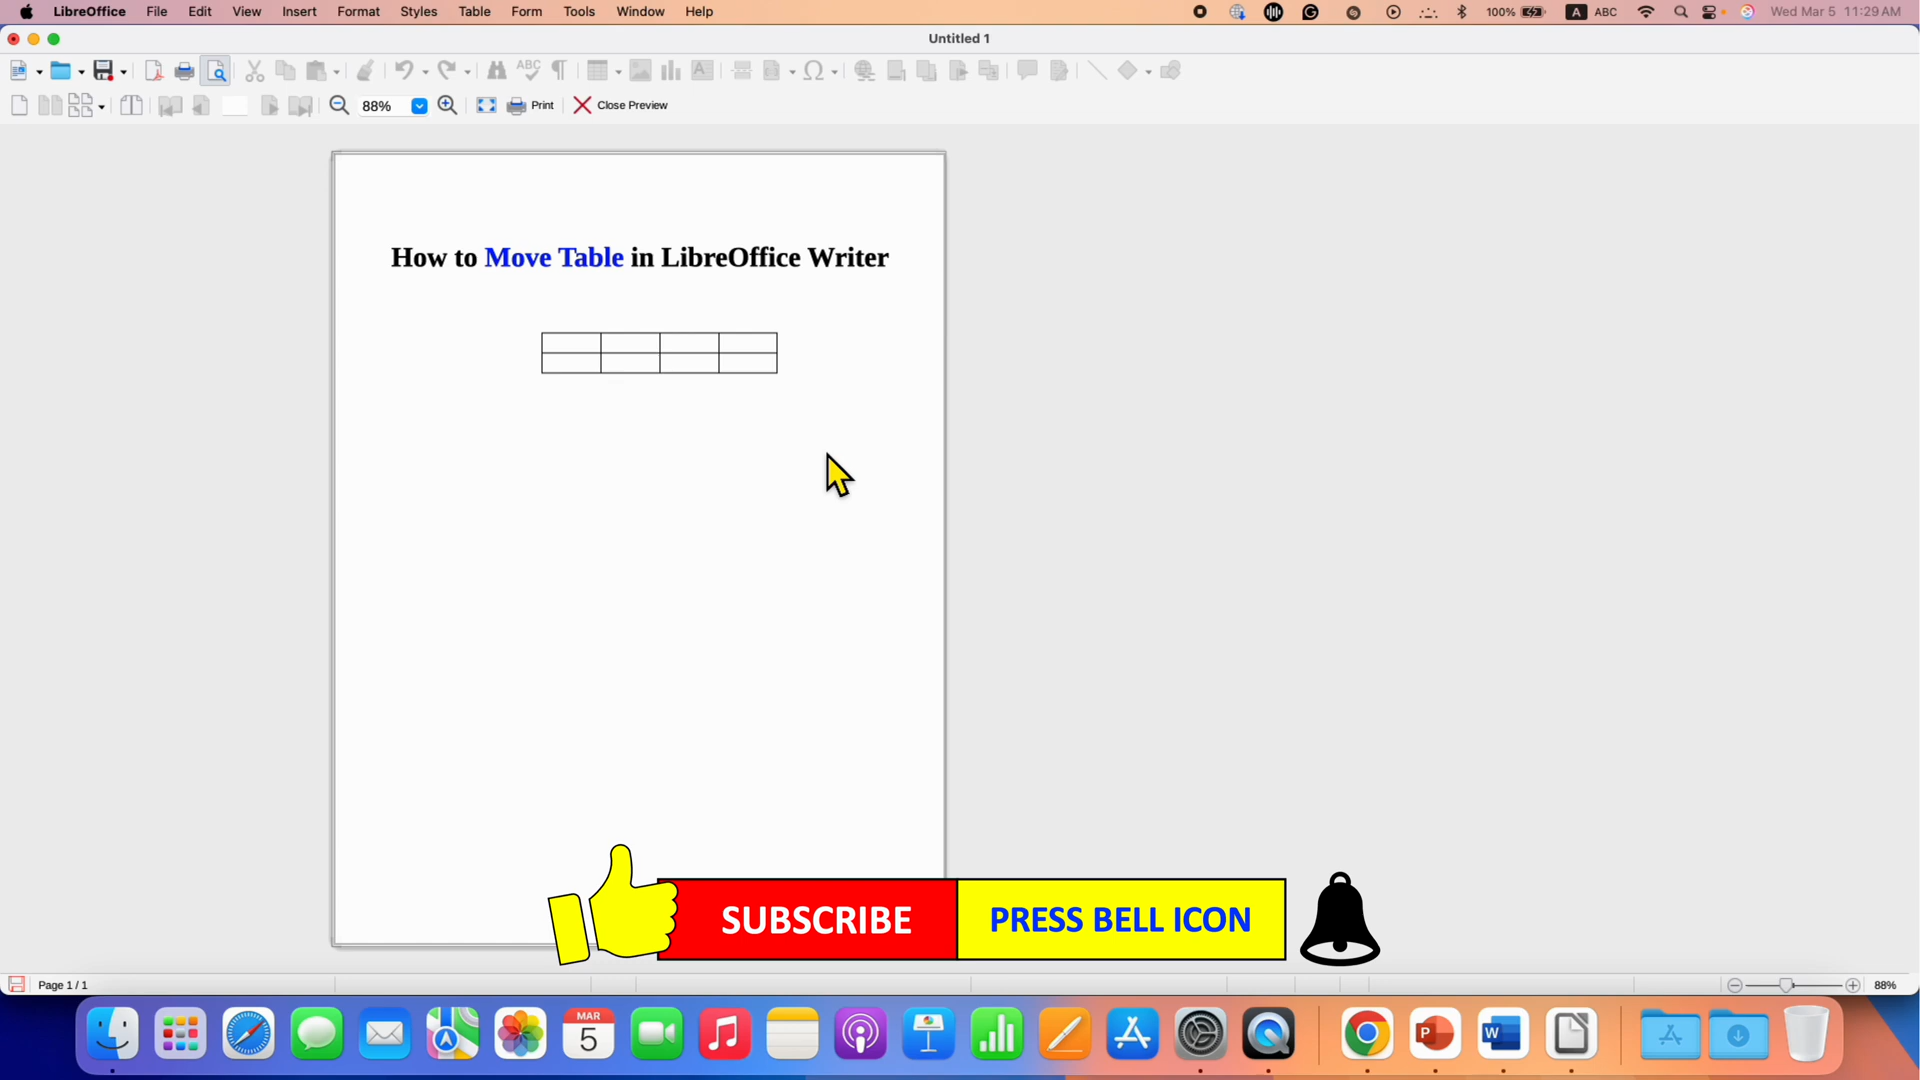 LibreOffice File Edit View Insert Format Styles Table Form Tools Window Help 100% A ABC Wed Mar 5 11:29 AM
Untitled 1
88% Print Close Preview
How to Move Table in LibreOffice Writer
SUBSCRIBE PRESS BELL ICON
Page 1 / 1 88%
MAR
5
P W